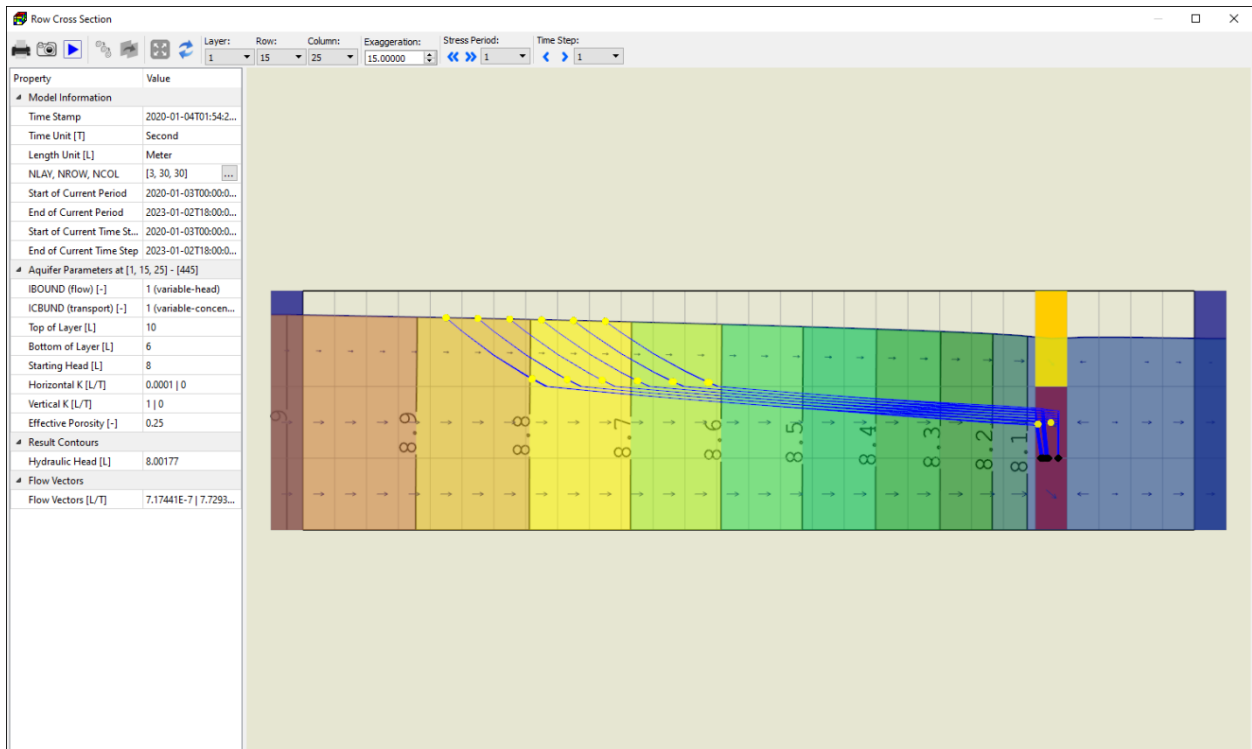 Row Cross Section
Layer: Row: Column: Exaggeration: Stress Period: Time Step:
1 15 25 15.00000 1 1
Property Value
Model Information
Time Stamp 2020-01-04T01:54:2...
Time Unit [T] Second
Length Unit [L] Meter
NLAY, NROW, NCOL [3, 30, 30] ...
Start of Current Period 2020-01-03T00:00:0...
End of Current Period 2023-01-02T18:00:0...
Start of Current Time St... 2020-01-03T00:00:0...
End of Current Time Step 2023-01-02T18:00:0...
Aquifer Parameters at [1, 15, 25] - [445]
IBOUND (flow) [-] 1 (variable-head)
ICBUND (transport) [-] 1 (variable-concen...
Top of Layer [L] 10
Bottom of Layer [L] 6
Starting Head [L] 8
Horizontal K [L/T] 0.0001 | 0
Vertical K [L/T] 1 | 0
Effective Porosity [-] 0.25
Result Contours
Hydraulic Head [L] 8.00177
Flow Vectors
Flow Vectors [L/T] 7.17441E-7 | 7.7293...
9
8.9
8.8
8.7
8.6
8.5
8.4
8.3
8.2
8.1